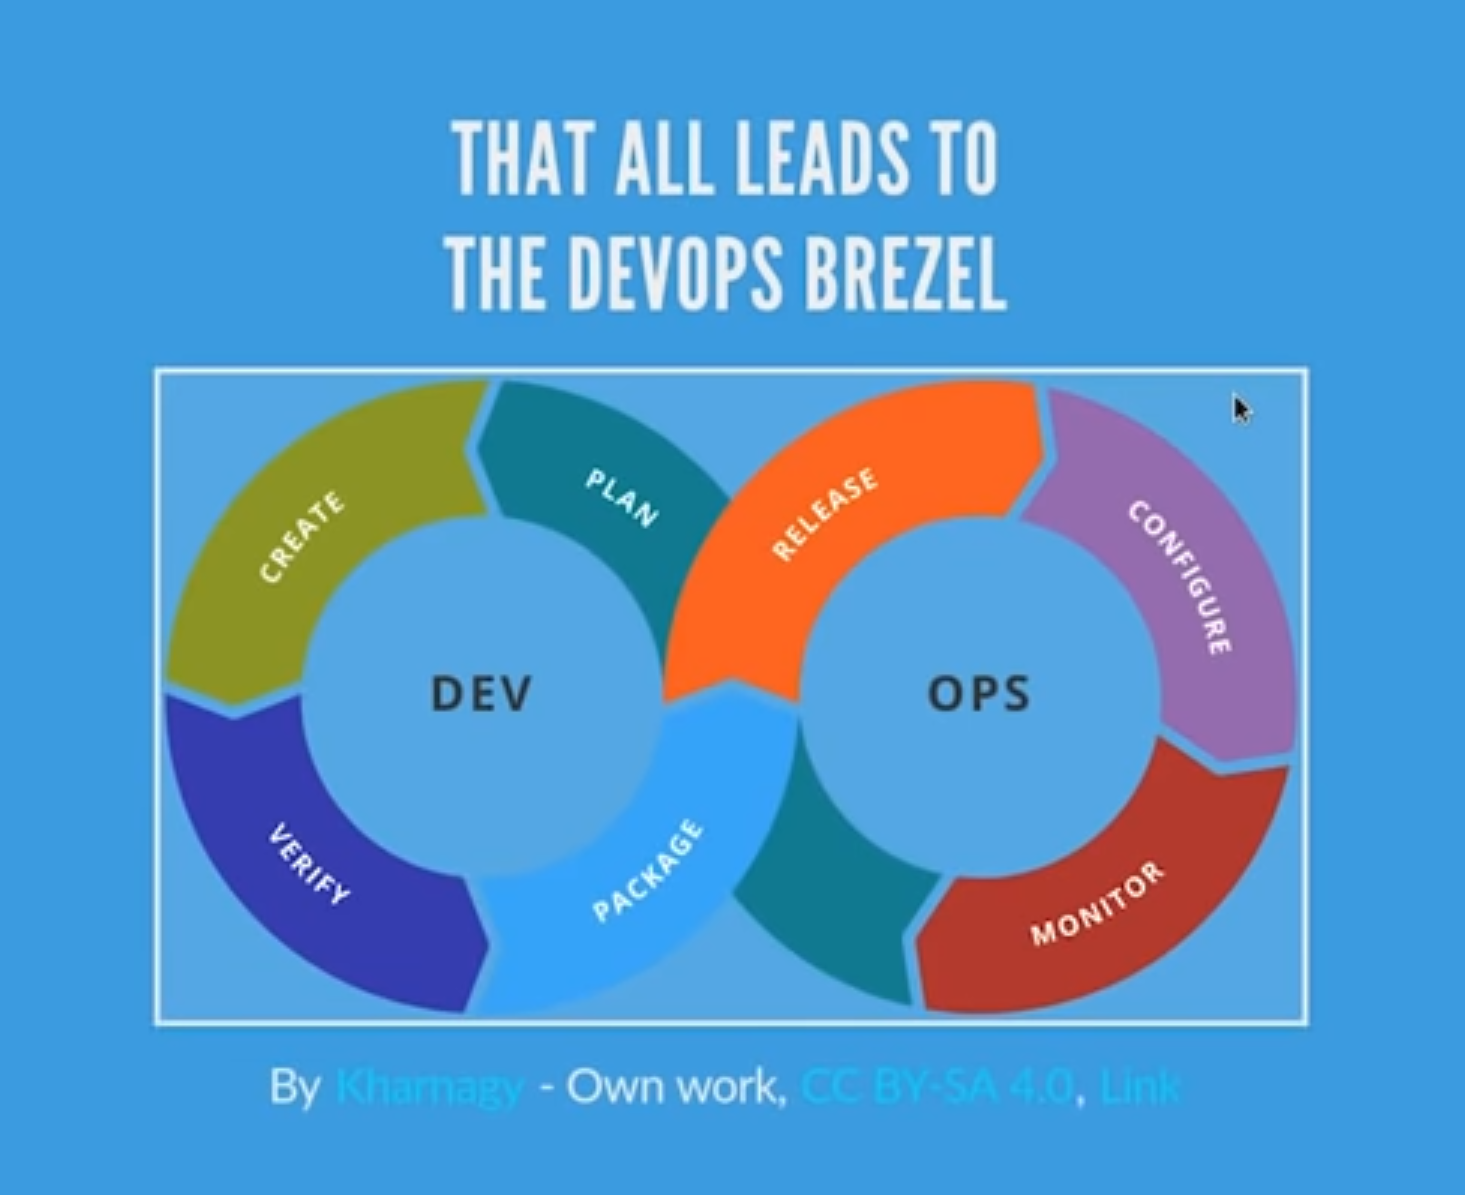 THAT ALL LEADS TO
THE DEVOPS BREZEL
CREATE
PLAN
RELEASE
CONFIGURE
DEV
OPS
VERIFY
PACKAGE
MONITOR
By Kharnagy - Own work, CC BY-SA 4.0, Link